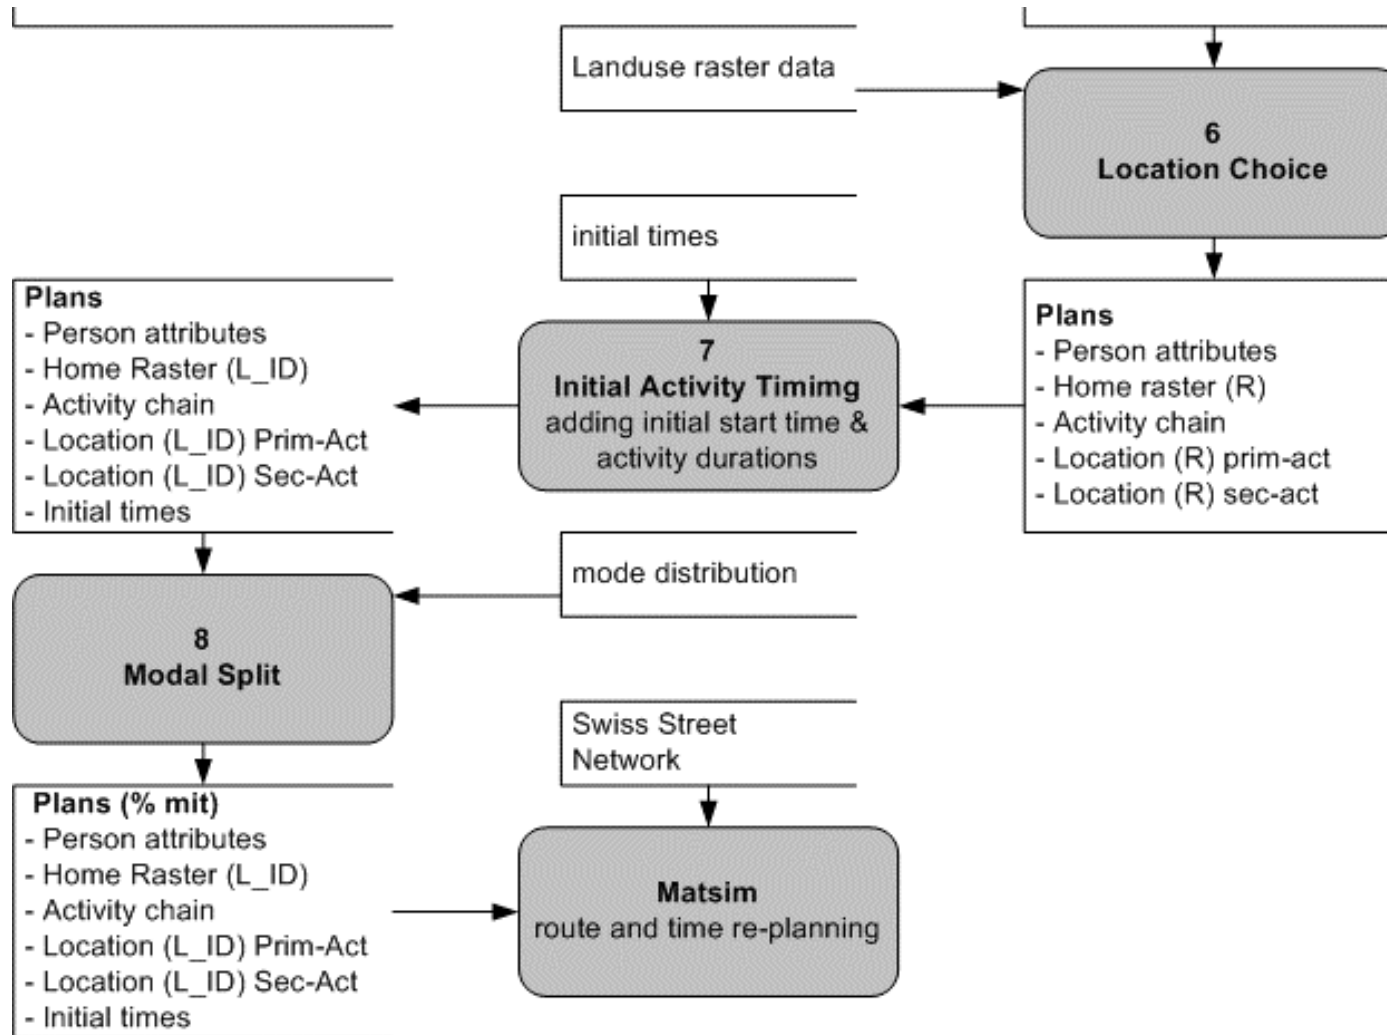 Landuse raster data
6
Location Choice
initial times
Plans
- Person attributes
- Home Raster (L_ID)
- Activity chain
- Location (L_ID) Prim-Act
- Location (L_ID) Sec-Act
- Initial times
7
Initial Activity Timimg
adding initial start time &
activity durations
Plans
- Person attributes
- Home raster (R)
- Activity chain
- Location (R) prim-act
- Location (R) sec-act
mode distribution
8
Modal Split
Swiss Street
Network
Plans (% mit)
- Person attributes
- Home Raster (L_ID)
- Activity chain
- Location (L_ID) Prim-Act
- Location (L_ID) Sec-Act
- Initial times
Matsim
route and time re-planning